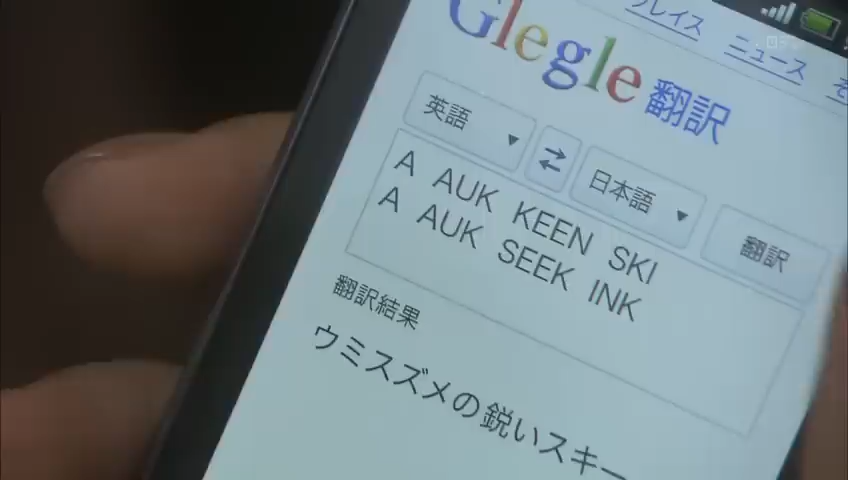 プレイス
ニュース
Glegle 翻訳
英語
日本語
翻訳
A AUK KEEN SKI
A AUK SEEK INK
翻訳結果
ウミスズメの鋭いスキー